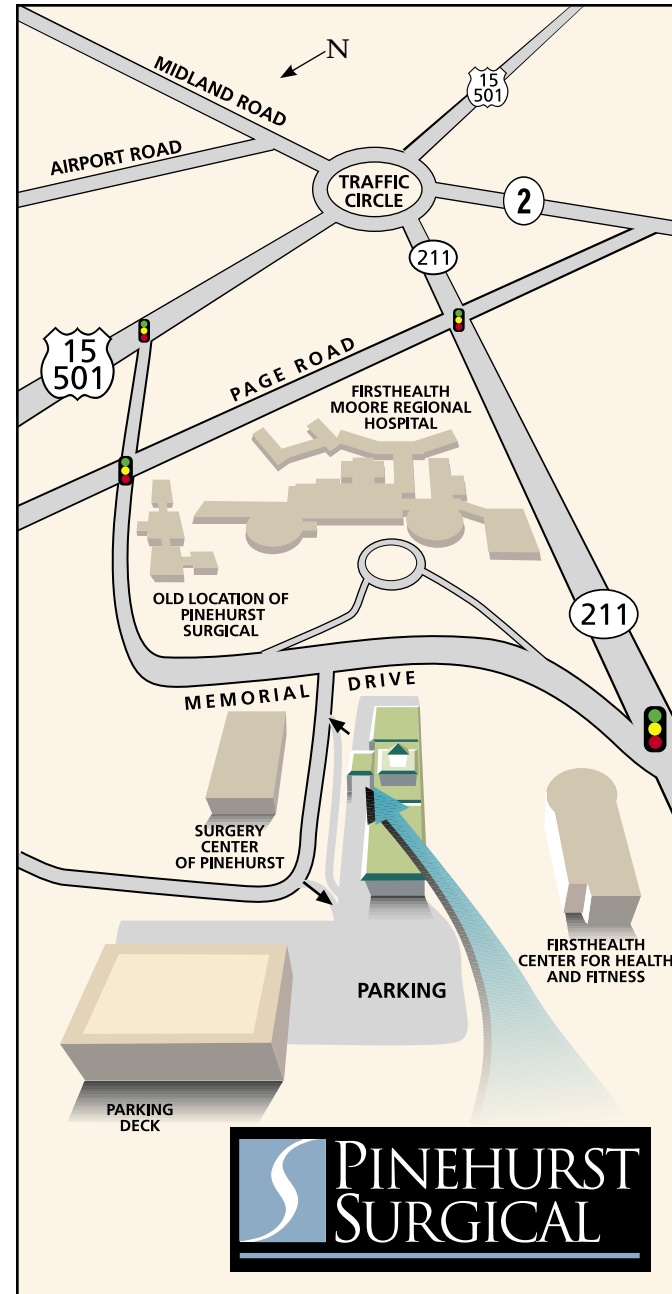 N
MIDLAND ROAD
15
501
AIRPORT ROAD
TRAFFIC
CIRCLE
2
211
15
501
PAGE ROAD
FIRSTHEALTH
MOORE REGIONAL
HOSPITAL
OLD LOCATION OF
PINEHURST
SURGICAL
211
MEMORIAL DRIVE
SURGERY
CENTER
OF PINEHURST
FIRSTHEALTH
CENTER FOR HEALTH
AND FITNESS
PARKING
PARKING
DECK
PINEHURST
SURGICAL